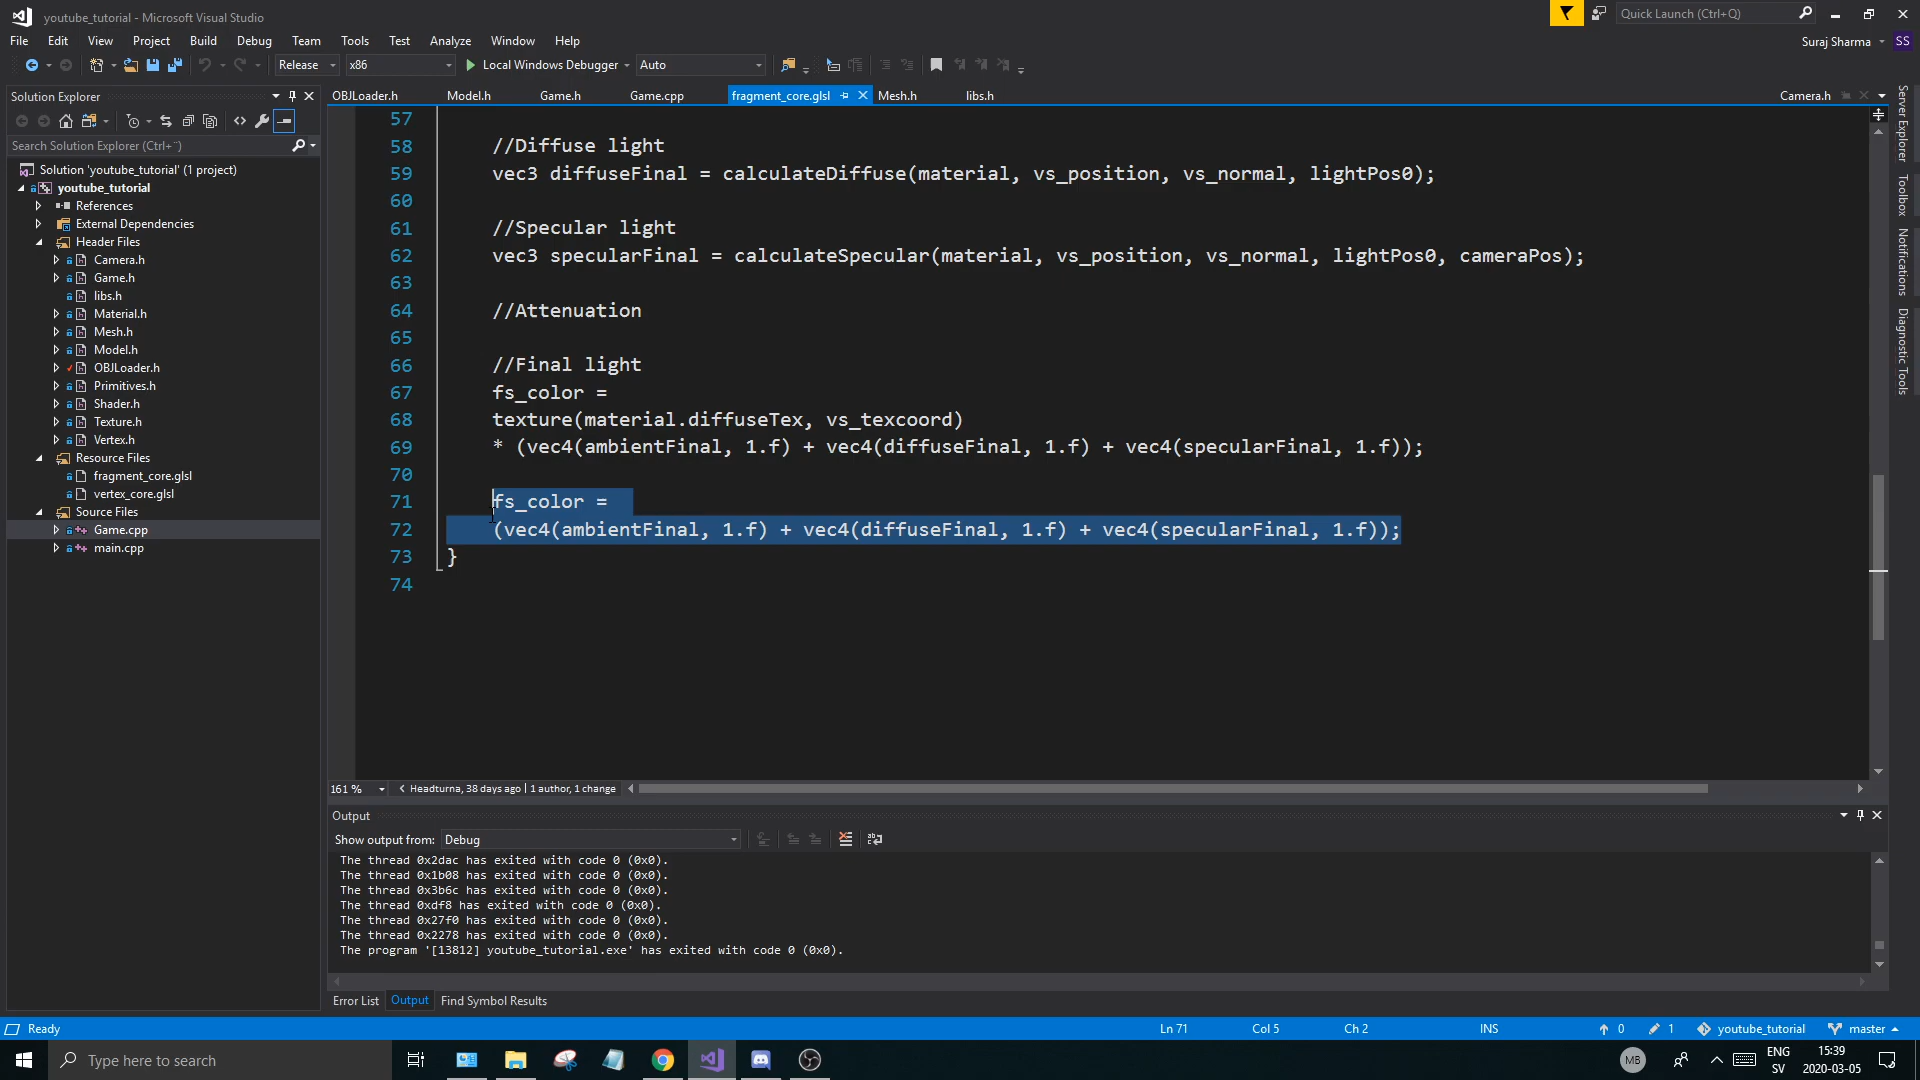 youtube_tutorial - Microsoft Visual Studio
Quick Launch (Ctrl+Q)
File Edit View Project Build Debug Team Tools Test Analyze Window Help
Suraj Sharma SS
Release x86 Local Windows Debugger Auto
Solution Explorer
OBJLoader.h Model.h Game.h Game.cpp fragment_core.glsl Mesh.h libs.h Camera.h
Search Solution Explorer (Ctrl+¨)
Solution 'youtube_tutorial' (1 project)
youtube_tutorial
References
External Dependencies
Header Files
Camera.h
Game.h
libs.h
Material.h
Mesh.h
Model.h
OBJLoader.h
Primitives.h
Shader.h
Texture.h
Vertex.h
Resource Files
fragment_core.glsl
vertex_core.glsl
Source Files
Game.cpp
main.cpp
57
58 //Diffuse light
59 vec3 diffuseFinal = calculateDiffuse(material, vs_position, vs_normal, lightPos0);
60
61 //Specular light
62 vec3 specularFinal = calculateSpecular(material, vs_position, vs_normal, lightPos0, cameraPos);
63
64 //Attenuation
65
66 //Final light
67 fs_color =
68 texture(material.diffuseTex, vs_texcoord)
69 * (vec4(ambientFinal, 1.f) + vec4(diffuseFinal, 1.f) + vec4(specularFinal, 1.f));
70
71 fs_color =
72 (vec4(ambientFinal, 1.f) + vec4(diffuseFinal, 1.f) + vec4(specularFinal, 1.f));
73 }
74
Server Explorer
Toolbox
Notifications
Diagnostic Tools
161 % Headturna, 38 days ago | 1 author, 1 change
Output
Show output from: Debug
The thread 0x2dac has exited with code 0 (0x0).
The thread 0x1b08 has exited with code 0 (0x0).
The thread 0x3b6c has exited with code 0 (0x0).
The thread 0xdf8 has exited with code 0 (0x0).
The thread 0x27f0 has exited with code 0 (0x0).
The thread 0x2278 has exited with code 0 (0x0).
The program '[13812] youtube_tutorial.exe' has exited with code 0 (0x0).
Error List Output Find Symbol Results
Ready Ln 71 Col 5 Ch 2 INS 0 1 youtube_tutorial master
Type here to search
MB
ENG
SV
15:39
2020-03-05